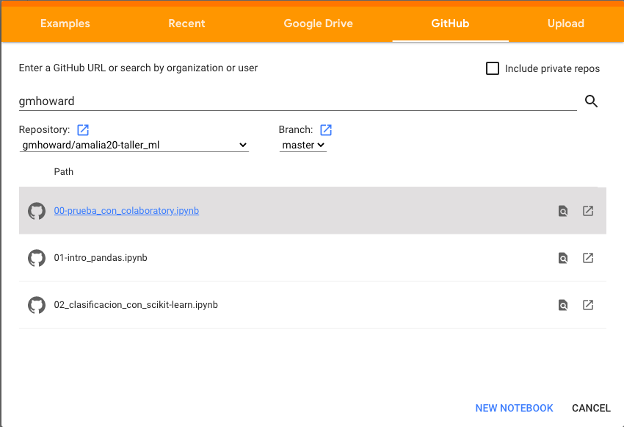 Examples Recent Google Drive GitHub Upload
Enter a GitHub URL or search by organization or user Include private repos
gmhoward
Repository: Branch:
gmhoward/amalia20-taller_ml master
Path
00-prueba_con_colaboratory.ipynb
01-intro_pandas.ipynb
02_clasificacion_con_scikit-learn.ipynb
NEW NOTEBOOK CANCEL